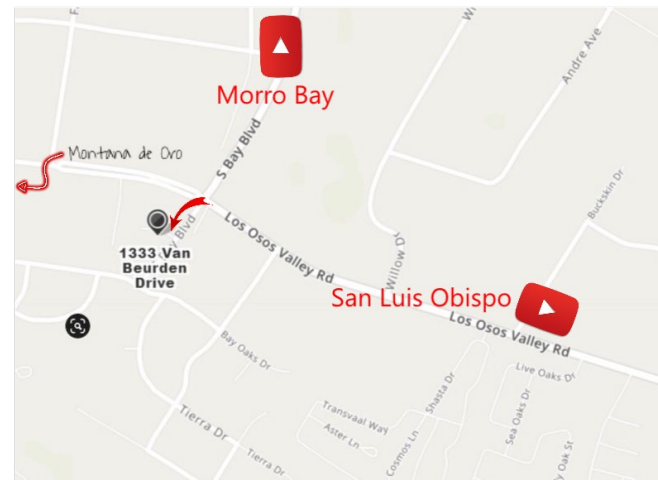 Morro Bay
Andre Ave
S Bay Blvd
Montana de Oro
Buckskin Dr
Bay Blvd
1333 Van
Beurden
Drive
Los Osos Valley Rd
Willow Dr
San Luis Obispo
Los Osos Valley Rd
Bay Oaks Dr
Live Oaks Dr
Shasta Dr
Sea Oaks Dr
Transvaal Way
Tierra Dr
Aster Ln
Cosmos Ln
Tierra Dr
Oak St